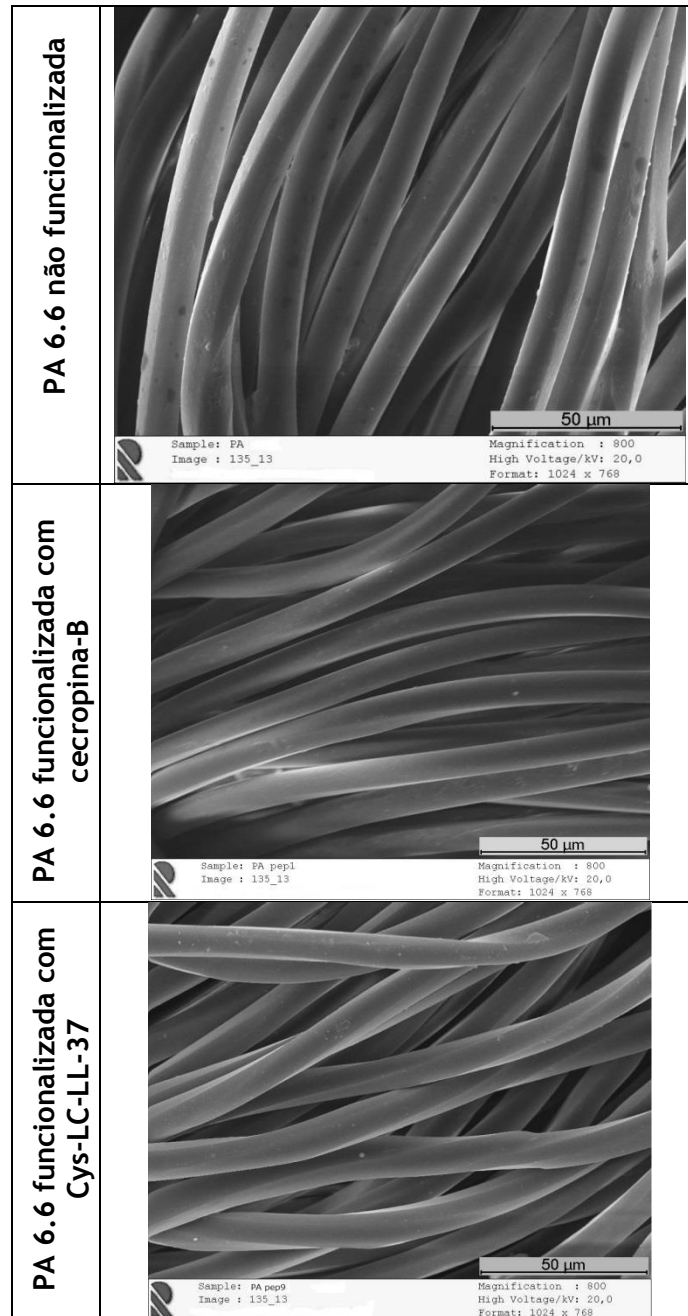 PA 6.6 não funcionalizada
50 µm
Sample: PA
Image : 135_13
Magnification : 800
High Voltage/kV: 20,0
Format: 1024 x 768
PA 6.6 funcionalizada com
cecropina-B
50 µm
Sample: PA pep1
Image : 135_13
Magnification : 800
High Voltage/kV: 20,0
Format: 1024 x 768
PA 6.6 funcionalizada com
Cys-LC-LL-37
50 µm
Sample: PA pep9
Image : 135_13
Magnification : 800
High Voltage/kV: 20,0
Format: 1024 x 768